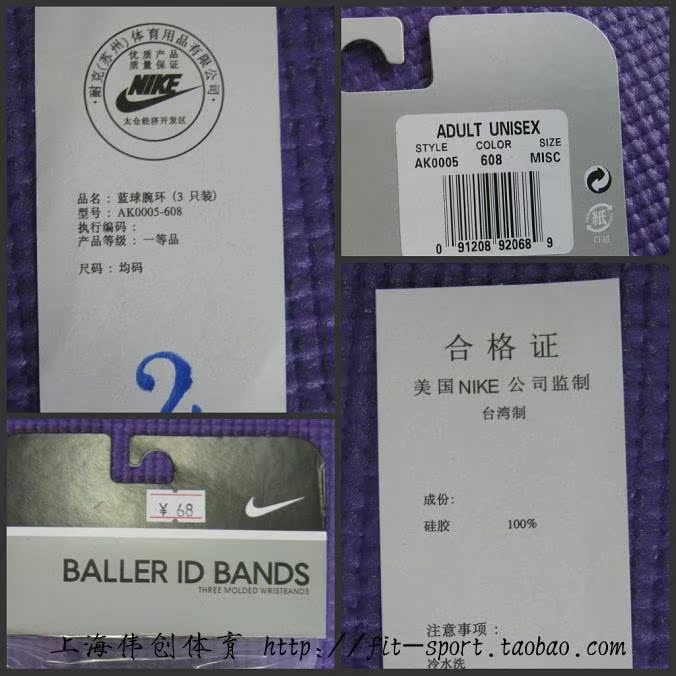 耐克(苏州)体育用品有限公司
优质产品
质量保证
NIKE
太仓经济开发区
品名：蓝球腕环(3只装)
型号：AK0005-608
执行编码：
产品等级：一等品
尺码：均码
2
ADULT UNISEX
STYLE COLOR SIZE
AK0005 608 MISC
0 91208 92068 9
紙
口紙
合格证
美国NIKE公司监制
台湾制
成份:
硅胶 100%
注意事项：
冷水洗
¥ 68
BALLER ID BANDS
THREE MOLDED WRISTBANDS
上海伟创体育 http://fit-sport.taobao.com